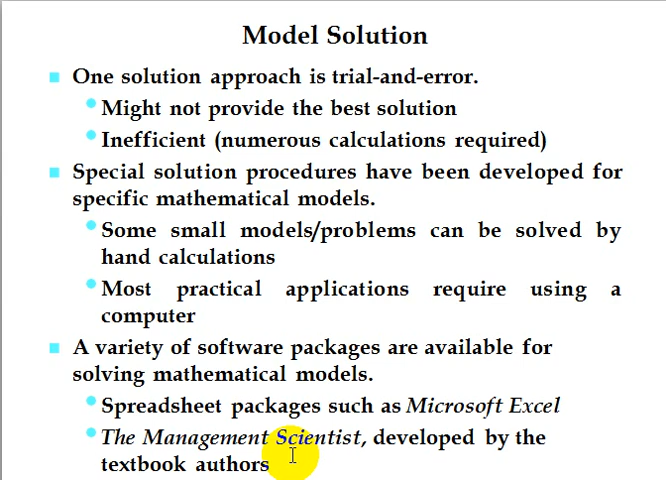 Model Solution
One solution approach is trial-and-error.
Might not provide the best solution
Inefficient (numerous calculations required)
Special solution procedures have been developed for
specific mathematical models.
Some small models/problems can be solved by
hand calculations
Most practical applications require using a
computer
A variety of software packages are available for
solving mathematical models.
Spreadsheet packages such as Microsoft Excel
The Management Scientist, developed by the
textbook authors